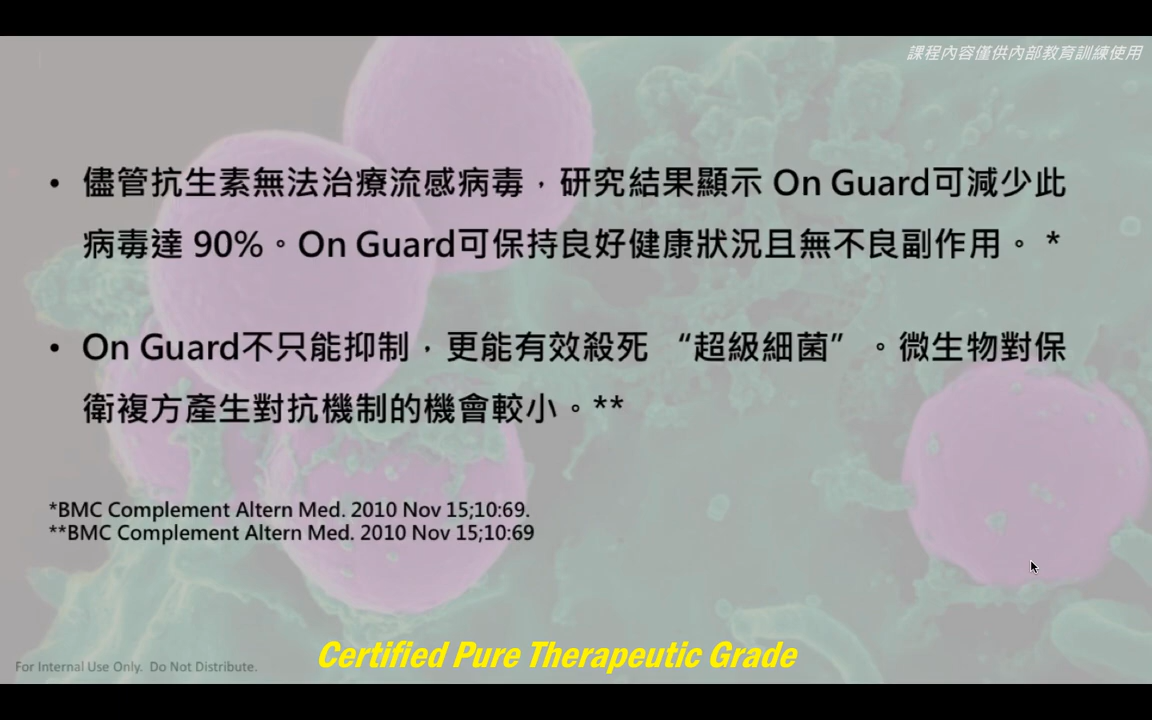 課程內容僅供內部教育訓練使用
• 儘管抗生素無法治療流感病毒，研究結果顯示 On Guard可減少此
病毒達 90%。On Guard可保持良好健康狀況且無不良副作用。 *
• On Guard不只能抑制，更能有效殺死 “超級細菌” 。微生物對保
衛複方產生對抗機制的機會較小。**
*BMC Complement Altern Med. 2010 Nov 15;10:69.
**BMC Complement Altern Med. 2010 Nov 15;10:69
Certified Pure Therapeutic Grade
For Internal Use Only. Do Not Distribute.